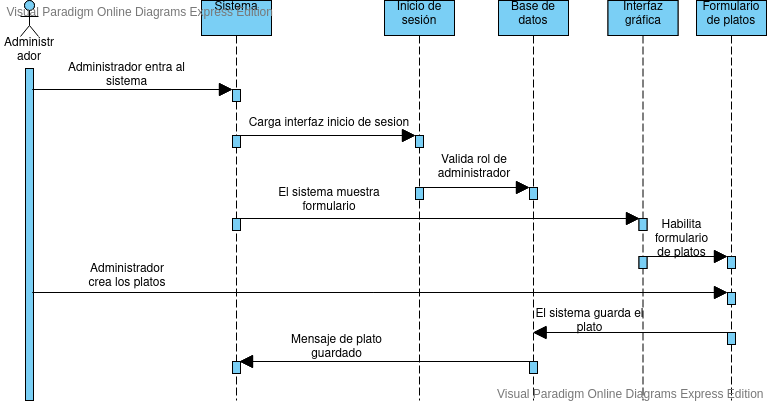 Visual Paradigm Online Diagrams Express Edition
Sistema
Inicio de
sesión
Base de
datos
Interfaz
gráfica
Formulario
de platos
Administr
ador
Administrador entra al
sistema
Carga interfaz inicio de sesion
Valida rol de
administrador
El sistema muestra
formulario
Habilita
formulario
de platos
Administrador
crea los platos
El sistema guarda el
plato
Mensaje de plato
guardado
Visual Paradigm Online Diagrams Express Edition